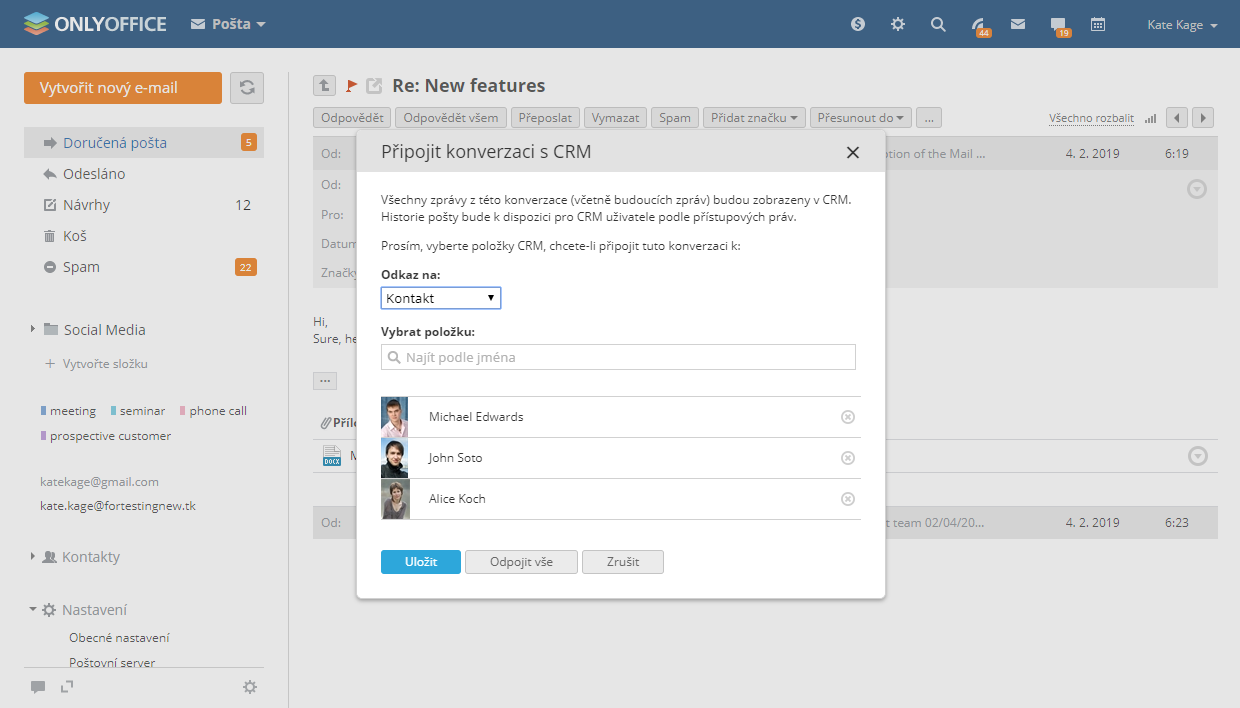 ONLYOFFICE
Pošta
44
19
Kate Kage
Vytvořit nový e-mail
Doručená pošta
5
Odesláno
Návrhy
12
Koš
Spam
22
Social Media
Vytvořte složku
meeting
seminar
phone call
prospective customer
katekage@gmail.com
kate.kage@fortestingnew.tk
Kontakty
Nastavení
Obecné nastavení
Poštovní server
Re: New features
Odpovědět
Odpovědět všem
Přeposlat
Vymazat
Spam
Přidat značku
Přesunout do
...
Všechno rozbalit
Od:
of the Mail ...
4. 2. 2019
6:19
Od:
Pro:
Datum
Značky
Hi,
Sure, he
...
Přílo
DOCX
M
Od:
t team 02/04/20...
4. 2. 2019
6:23
Připojit konverzaci s CRM
Všechny zprávy z této konverzace (včetně budoucích zpráv) budou zobrazeny v CRM.
Historie pošty bude k dispozici pro CRM uživatele podle přístupových práv.
Prosím, vyberte položky CRM, chcete-li připojit tuto konverzaci k:
Odkaz na:
Kontakt
Vybrat položku:
Najít podle jména
Michael Edwards
John Soto
Alice Koch
Uložit
Odpojit vše
Zrušit